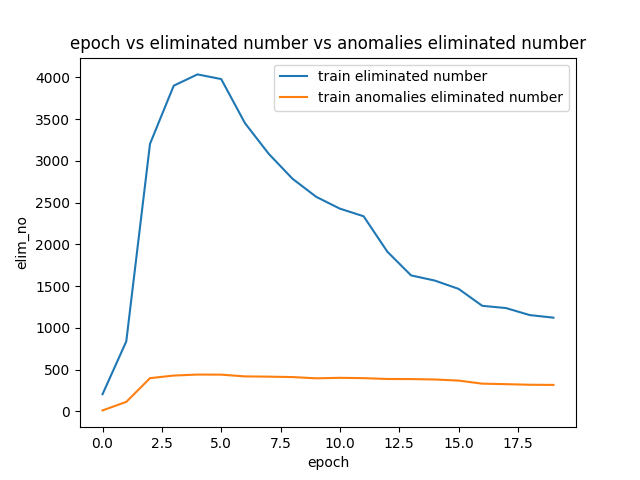 epoch vs eliminated number vs anomalies eliminated number
train eliminated number
train anomalies eliminated number
4000
3500
3000
2500
2000
1500
1000
500
0
elim_no
0.0 2.5 5.0 7.5 10.0 12.5 15.0 17.5
epoch